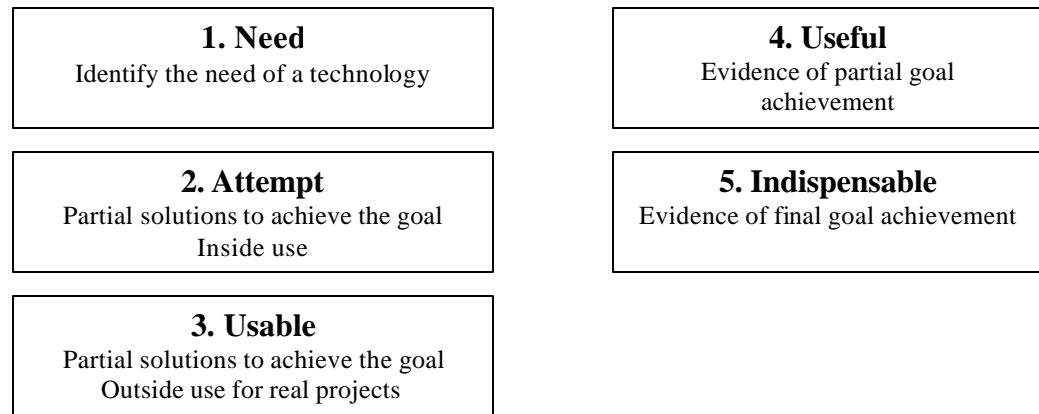 1. Need
Identify the need of a technology
2. Attempt
Partial solutions to achieve the goal
Inside use
3. Usable
Partial solutions to achieve the goal
Outside use for real projects
4. Useful
Evidence of partial goal
achievement
5. Indispensable
Evidence of final goal achievement